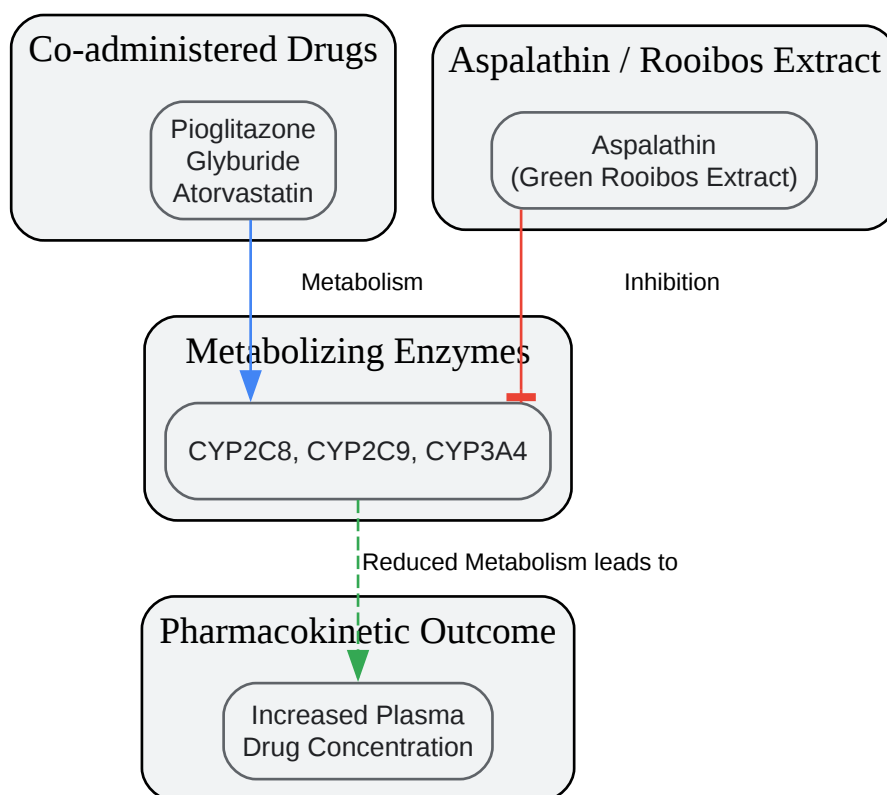 Co-administered Drugs
Pioglitazone
Glyburide
Atorvastatin
Aspalathin / Rooibos Extract
Aspalathin
(Green Rooibos Extract)
Metabolism
Inhibition
Metabolizing Enzymes
CYP2C8, CYP2C9, CYP3A4
Reduced Metabolism leads to
Pharmacokinetic Outcome
Increased Plasma
Drug Concentration